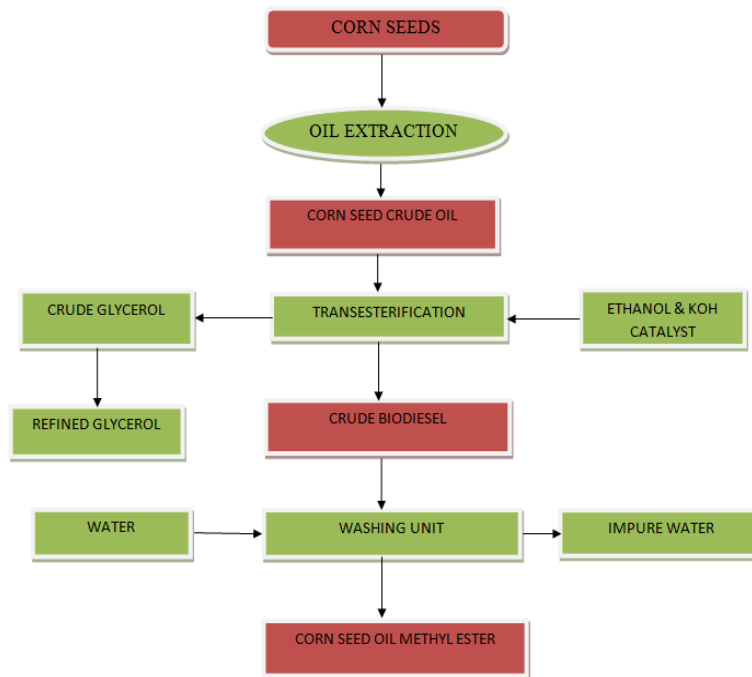 CORN SEEDS
OIL EXTRACTION
CORN SEED CRUDE OIL
CRUDE GLYCEROL
TRANSESTERIFICATION
ETHANOL & KOH
CATALYST
REFINED GLYCEROL
CRUDE BIODIESEL
WATER
WASHING UNIT
IMPURE WATER
CORN SEED OIL METHYL ESTER